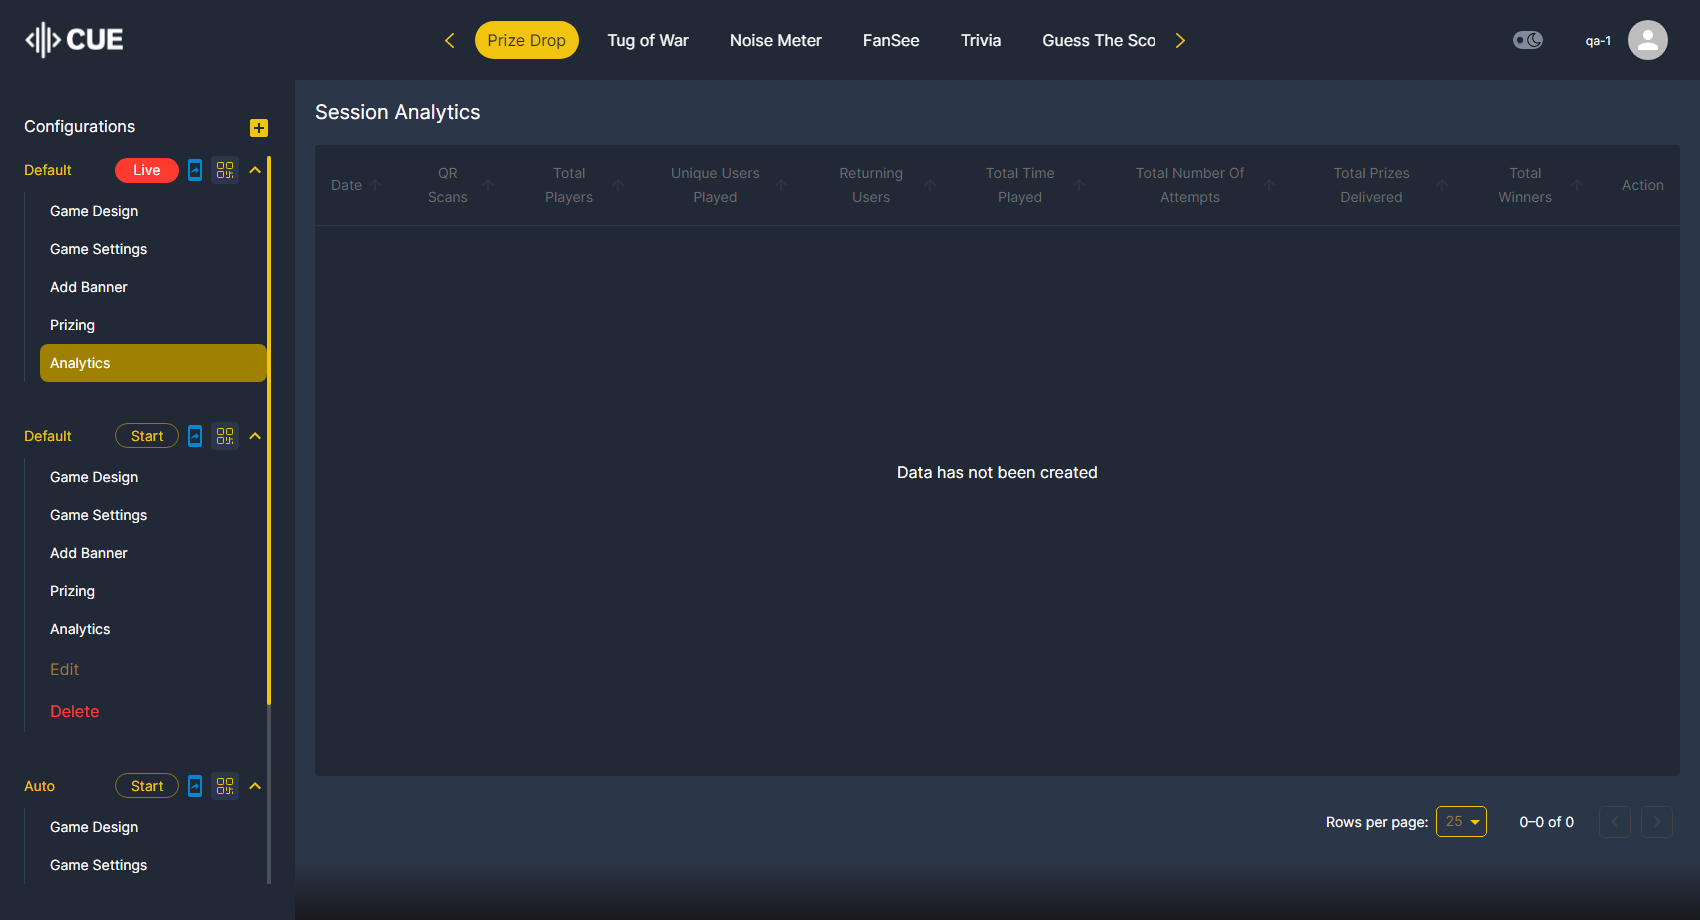 CUE
Prize Drop
Tug of War
Noise Meter
FanSee
Trivia
Guess The Sco
qa-1
Configurations
Default
Live
Game Design
Game Settings
Add Banner
Prizing
Analytics
Default
Start
Game Design
Game Settings
Add Banner
Prizing
Analytics
Edit
Delete
Auto
Start
Game Design
Game Settings
Session Analytics
Date
QR
Scans
Total
Players
Unique Users
Played
Returning
Users
Total Time
Played
Total Number Of
Attempts
Total Prizes
Delivered
Total
Winners
Action
Data has not been created
Rows per page:
25
0–0 of 0